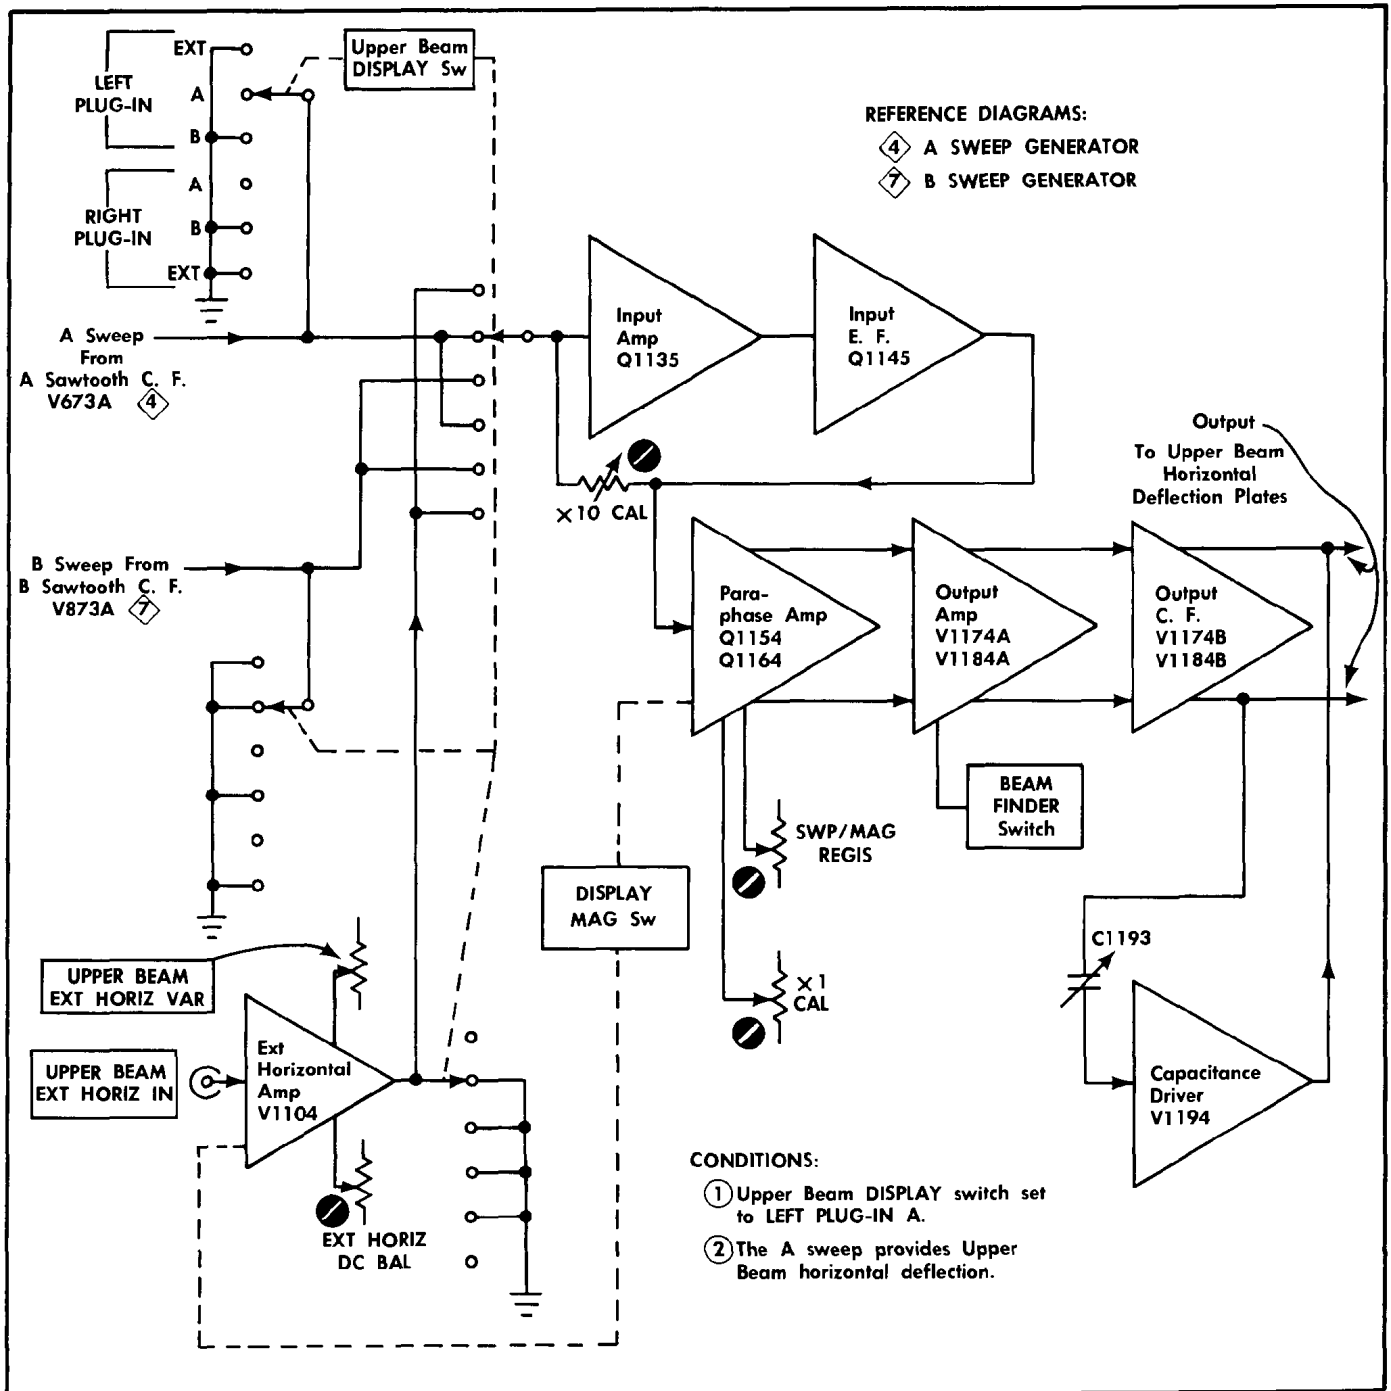 EXT
LEFT
PLUG-IN
A
B
A
RIGHT
PLUG-IN
B
EXT
Upper Beam
DISPLAY Sw
REFERENCE DIAGRAMS:
4 A SWEEP GENERATOR
7 B SWEEP GENERATOR
A Sweep
From
A Sawtooth C. F.
V673A 4
Input
Amp
Q1135
Input
E. F.
Q1145
×10 CAL
Output
To Upper Beam
Horizontal
Deflection Plates
B Sweep From
B Sawtooth C. F.
V873A 7
Para-
phase Amp
Q1154
Q1164
Output
Amp
V1174A
V1184A
Output
C. F.
V1174B
V1184B
BEAM
FINDER
Switch
SWP/MAG
REGIS
DISPLAY
MAG Sw
×1
CAL
C1193
UPPER BEAM
EXT HORIZ VAR
UPPER BEAM
EXT HORIZ IN
Ext
Horizontal
Amp
V1104
EXT HORIZ
DC BAL
Capacitance
Driver
V1194
CONDITIONS:
1 Upper Beam DISPLAY switch set
to LEFT PLUG-IN A.
2 The A sweep provides Upper
Beam horizontal deflection.